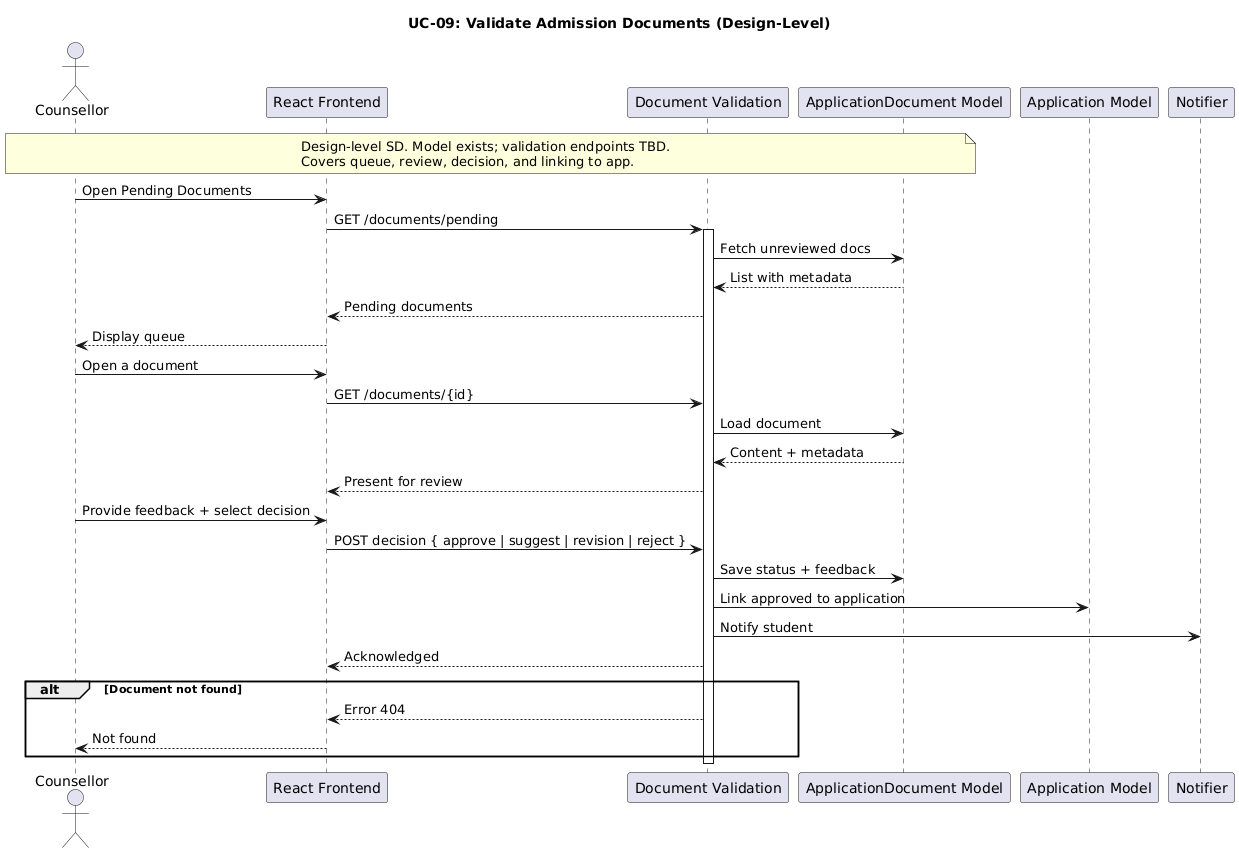 UC-09: Validate Admission Documents (Design-Level)
Counsellor
React Frontend
Document Validation
ApplicationDocument Model
Application Model
Notifier
Design-level SD. Model exists; validation endpoints TBD.
Covers queue, review, decision, and linking to app.
Open Pending Documents
GET /documents/pending
Fetch unreviewed docs
List with metadata
Pending documents
Display queue
Open a document
GET /documents/{id}
Load document
Content + metadata
Present for review
Provide feedback + select decision
POST decision { approve | suggest | revision | reject }
Save status + feedback
Link approved to application
Notify student
Acknowledged
alt
[Document not found]
Error 404
Not found
Counsellor
React Frontend
Document Validation
ApplicationDocument Model
Application Model
Notifier